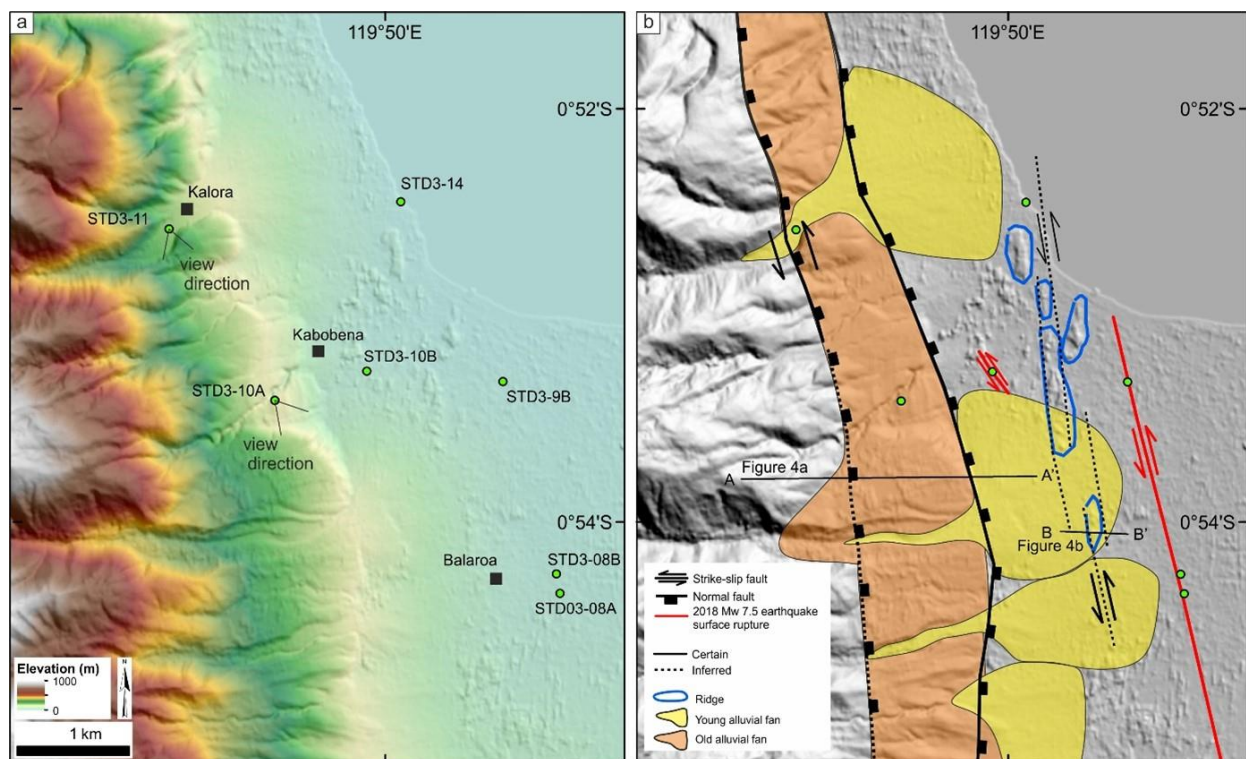 a
119°50'E
0°52'S
STD3-14
Kalora
STD3-11
view
direction
Kabobena
STD3-10B
STD3-10A
STD3-9B
view
direction
0°54'S
Balaroa
STD3-08B
STD03-08A
Elevation (m)
1000
0
N
1 km
b
119°50'E
0°52'S
Figure 4a
A
A'
0°54'S
B
B'
Figure 4b
Strike-slip fault
Normal fault
2018 Mw 7.5 earthquake
surface rupture
Certain
Inferred
Ridge
Young alluvial fan
Old alluvial fan